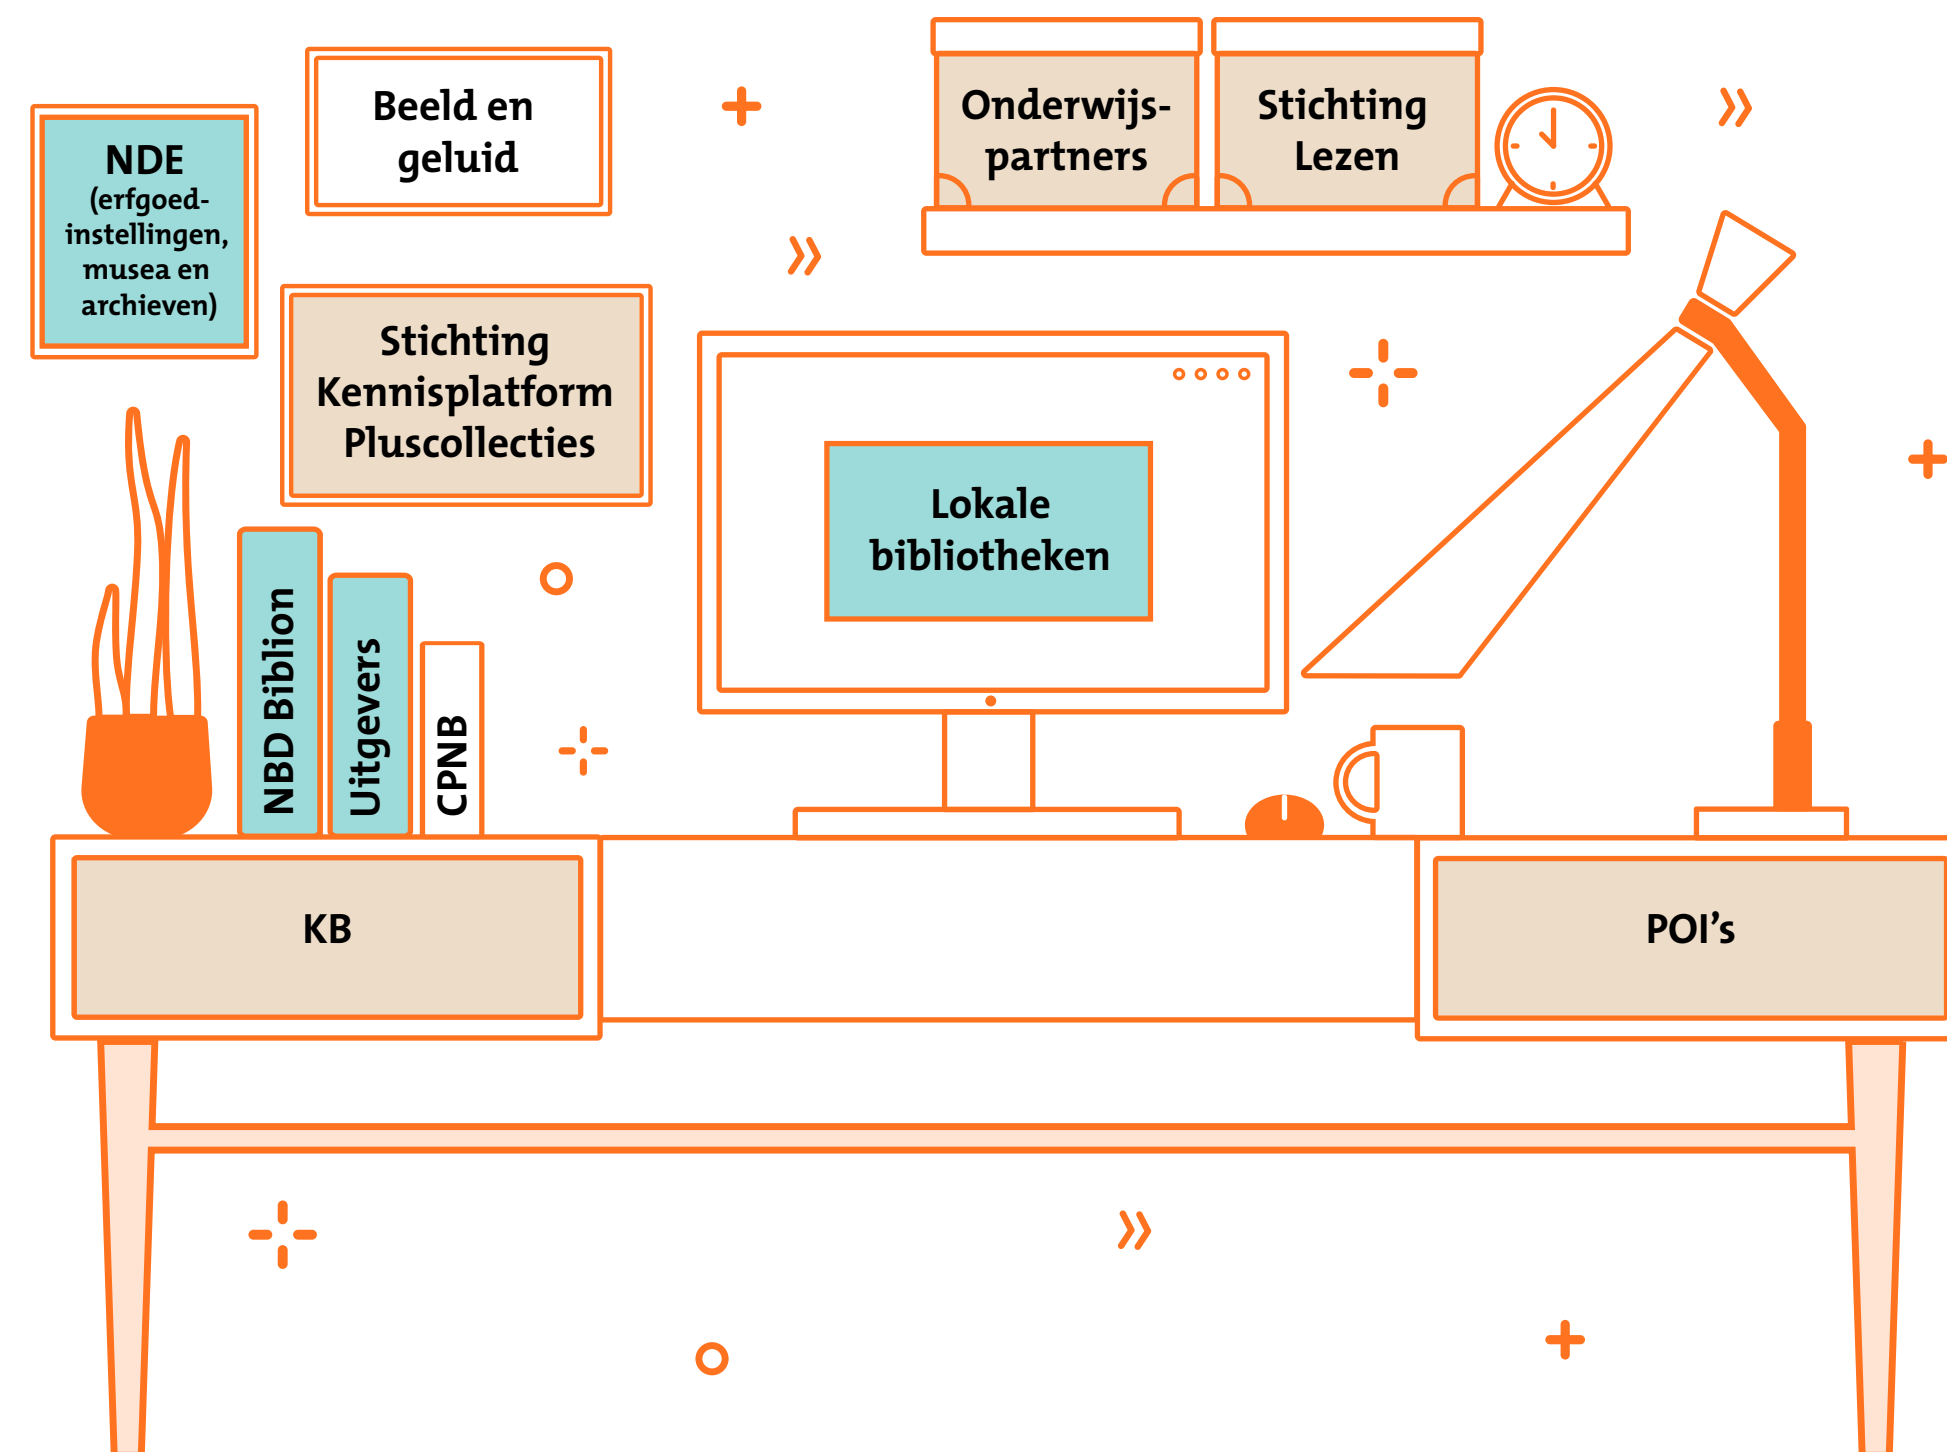 NDE
(erfgoed-
instellingen,
musea en
archieven)
Beeld en
geluid
Onderwijs-
partners
Stichting
Lezen
Stichting
Kennisplatform
Pluscollecties
Lokale
bibliotheken
NBD Biblion
Uitgevers
CPNB
KB
POI’s